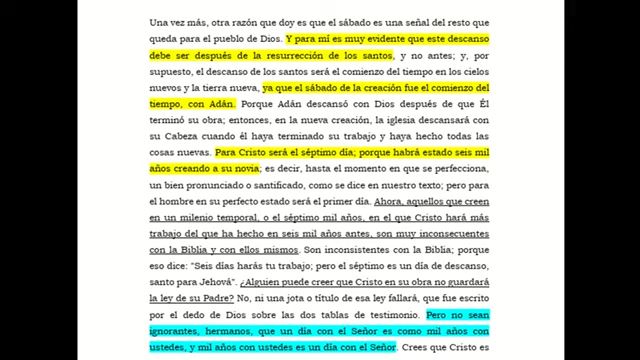 Una vez más, otra razón que doy es que el sábado es una señal del resto que
queda para el pueblo de Dios. Y para mí es muy evidente que este descanso
debe ser después de la resurrección de los santos, y no antes; y, por
supuesto, el descanso de los santos será el comienzo del tiempo en los cielos
nuevos y la tierra nueva, ya que el sábado de la creación fue el comienzo del
tiempo, con Adán. Porque Adán descansó con Dios después de que Él
terminó su obra; entonces, en la nueva creación, la iglesia descansará con
su Cabeza cuando él haya terminado su trabajo y haya hecho todas las
cosas nuevas. Para Cristo será el séptimo día; porque habrá estado seis mil
años creando a su novia; es decir, hasta el momento en que se perfecciona,
un bien pronunciado o santificado, como se dice en nuestro texto; pero para
el hombre en su perfecto estado será el primer día. Ahora, aquellos que creen
en un milenio temporal, o el séptimo mil años, en el que Cristo hará más
trabajo del que ha hecho en seis mil años antes, son muy inconsecuentes
con la Biblia y con ellos mismos. Son inconsistentes con la Biblia; porque
eso dice: "Seis días harás tu trabajo; pero el séptimo es un día de descanso,
santo para Jehová". ¿Alguien puede creer que Cristo en su obra no guardará
la ley de su Padre? No, ni una jota o título de esa ley fallará, que fue escrito
por el dedo de Dios sobre las dos tablas de testimonio. Pero no sean
ignorantes, hermanos, que un día con el Señor es como mil años con
ustedes, y mil años con ustedes es un día con el Señor. Crees que Cristo es